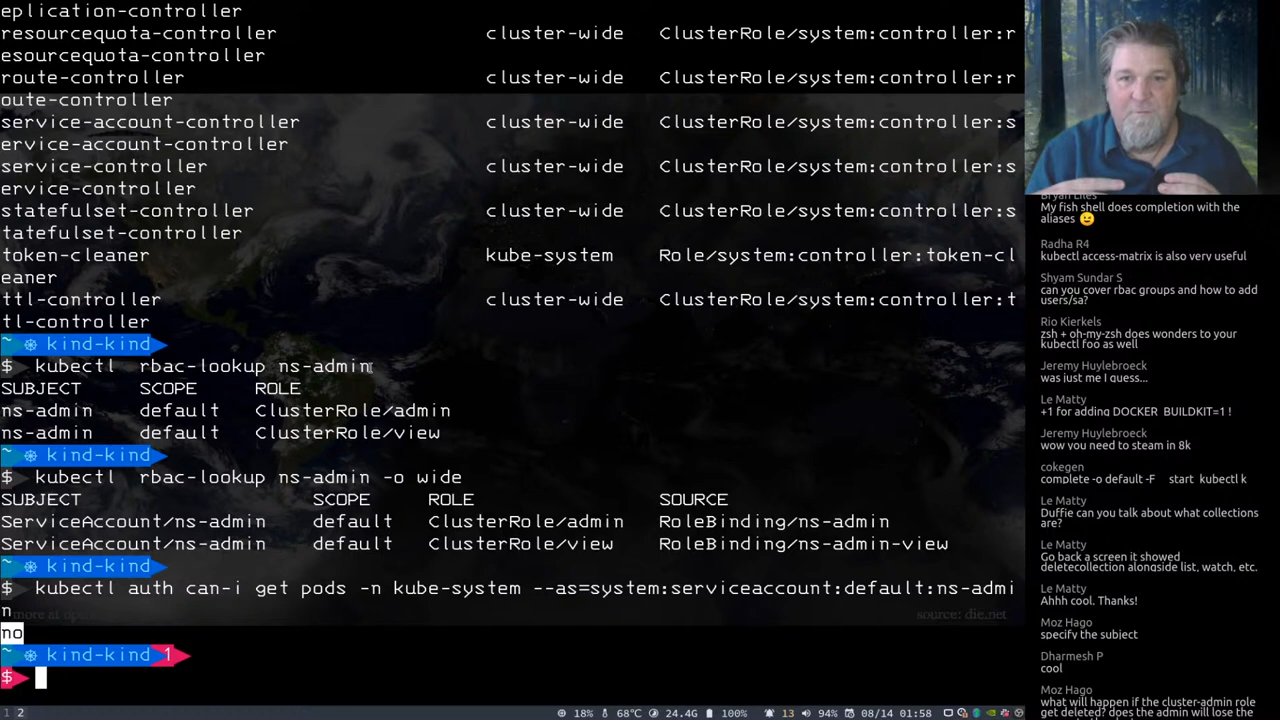 eplication-controller
resourcequota-controller cluster-wide ClusterRole/system:controller:r
esourcequota-controller
route-controller cluster-wide ClusterRole/system:controller:r
oute-controller
service-account-controller cluster-wide ClusterRole/system:controller:s
ervice-account-controller
service-controller cluster-wide ClusterRole/system:controller:s
ervice-controller
statefulset-controller cluster-wide ClusterRole/system:controller:s
tatefulset-controller
token-cleaner kube-system Role/system:controller:token-cl
eaner
ttl-controller cluster-wide ClusterRole/system:controller:t
tl-controller
~ ⎈ kind-kind
$ kubectl rbac-lookup ns-admin
SUBJECT SCOPE ROLE
ns-admin default ClusterRole/admin
ns-admin default ClusterRole/view
~ ⎈ kind-kind
$ kubectl rbac-lookup ns-admin -o wide
SUBJECT SCOPE ROLE SOURCE
ServiceAccount/ns-admin default ClusterRole/admin RoleBinding/ns-admin
ServiceAccount/ns-admin default ClusterRole/view RoleBinding/ns-admin-view
~ ⎈ kind-kind
$ kubectl auth can-i get pods -n kube-system --as=system:serviceaccount:default:ns-admi
n
more at source: die.net
no
~ ⎈ kind-kind 1
$
1 2 18% 68°C 24.4G 100% 13 94% 08/14 01:58
Bryan Liles
My fish shell does completion with the
aliases 😉
Radha R4
kubectl access-matrix is also very useful
Shyam Sundar S
can you cover rbac groups and how to add
users/sa?
Rio Kierkels
zsh + oh-my-zsh does wonders to your
kubectl foo as well
Jeremy Huylebroeck
was just me I guess...
Le Matty
+1 for adding DOCKER_BUILDKIT=1 !
Jeremy Huylebroeck
wow you need to steam in 8k
cokegen
complete -o default -F __start_kubectl k
Le Matty
Duffie can you talk about what collections
are?
Le Matty
Go back a screen it showed
deletecollection alongside list, watch, etc.
Le Matty
Ahhh cool. Thanks!
Moz Hago
specify the subject
Dharmesh P
cool
Moz Hago
what will happen if the cluster-admin role
get deleted? does the admin will lose the